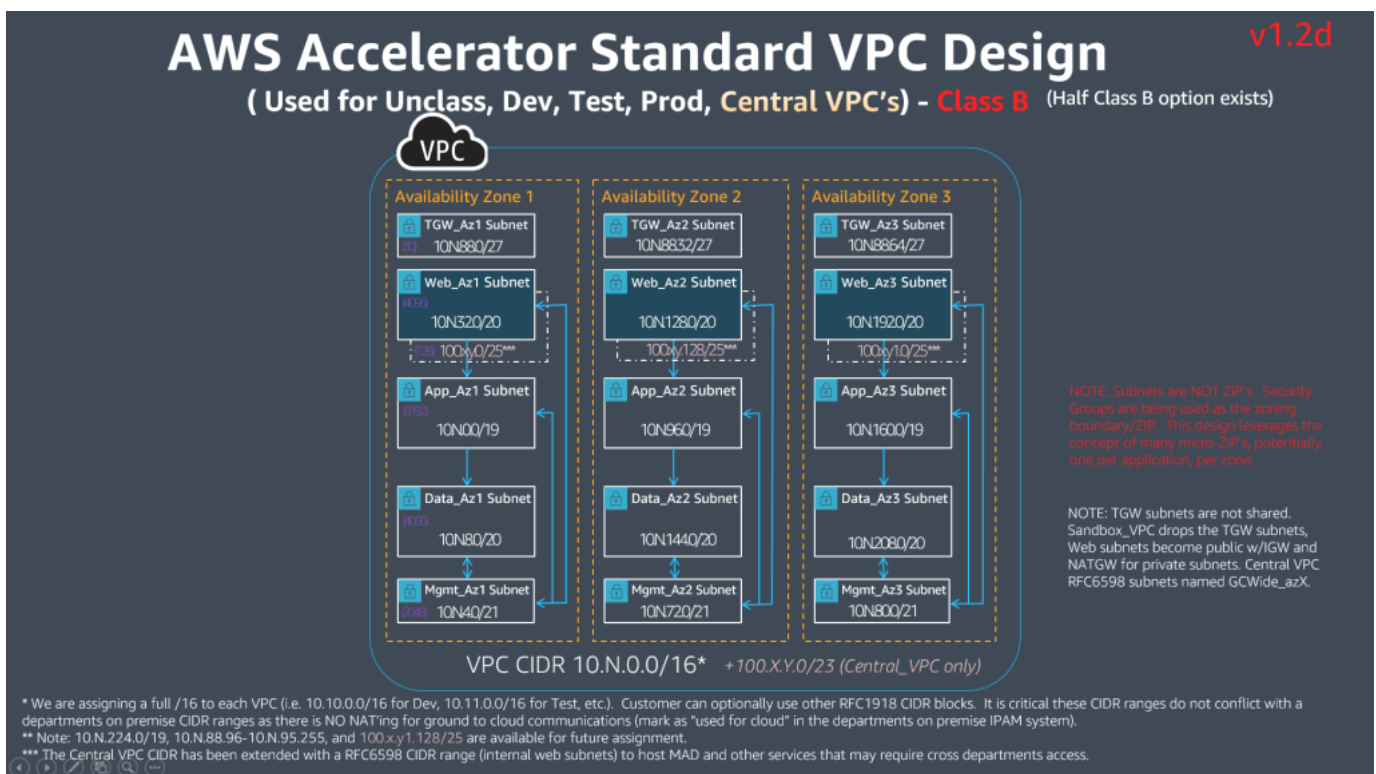 v1.2d
AWS Accelerator Standard VPC Design
( Used for Unclass, Dev, Test, Prod, Central VPC's) - Class B (Half Class B option exists)
VPC
Availability Zone 1
TGW_Az1 Subnet
10N880/27
Web_Az1 Subnet
(4096)
10N320/20
100xy.0/25***
App_Az1 Subnet
(8192)
10N00/19
Data_Az1 Subnet
(4096)
10N80/20
Mgmt_Az1 Subnet
(2048) 10N40/21
Availability Zone 2
TGW_Az2 Subnet
10N8832/27
Web_Az2 Subnet
10N1280/20
100xy.128/25***
App_Az2 Subnet
10N960/19
Data_Az2 Subnet
10N1440/20
Mgmt_Az2 Subnet
10N720/21
Availability Zone 3
TGW_Az3 Subnet
10N8864/27
Web_Az3 Subnet
10N1920/20
100xy1.0/25***
App_Az3 Subnet
10N1600/19
Data_Az3 Subnet
10N2080/20
Mgmt_Az3 Subnet
10N800/21
VPC CIDR 10.N.0.0/16* +100.X.Y.0/23 (Central_VPC only)
NOTE: Subnets are NOT ZIP's. Security
Groups are being used as the zoning
boundary/ZIP. This design leverages the
concept of many micro-ZIP's, potentially
one per application, per zone.
NOTE: TGW subnets are not shared.
Sandbox_VPC drops the TGW subnets,
Web subnets become public w/IGW and
NATGW for private subnets. Central VPC
RFC6598 subnets named GCWide_azX.
* We are assigning a full /16 to each VPC (i.e. 10.10.0.0/16 for Dev, 10.11.0.0/16 for Test, etc.). Customer can optionally use other RFC1918 CIDR blocks. It is critical these CIDR ranges do not conflict with a
departments on premise CIDR ranges as there is NO NAT'ing for ground to cloud communications (mark as "used for cloud" in the departments on premise IPAM system).
** Note: 10.N.224.0/19, 10.N.88.96-10.N.95.255, and 100.x.y1.128/25 are available for future assignment.
*** The Central VPC CIDR has been extended with a RFC6598 CIDR range (internal web subnets) to host MAD and other services that may require cross departments access.